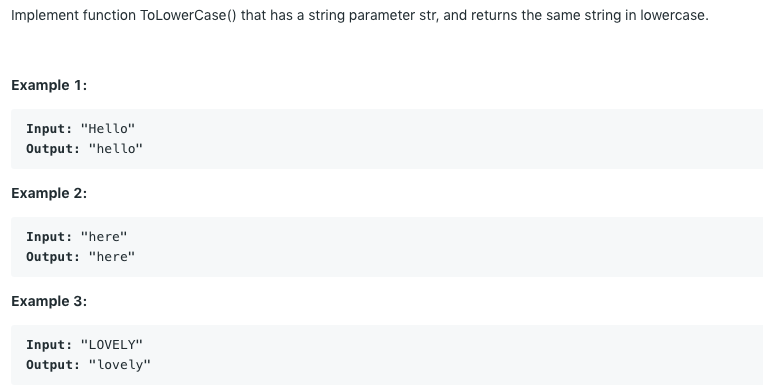 Implement function ToLowerCase() that has a string parameter str, and returns the same string in lowercase.
Example 1:
Input: "Hello"
Output: "hello"
Example 2:
Input: "here"
Output: "here"
Example 3:
Input: "LOVELY"
Output: "lovely"